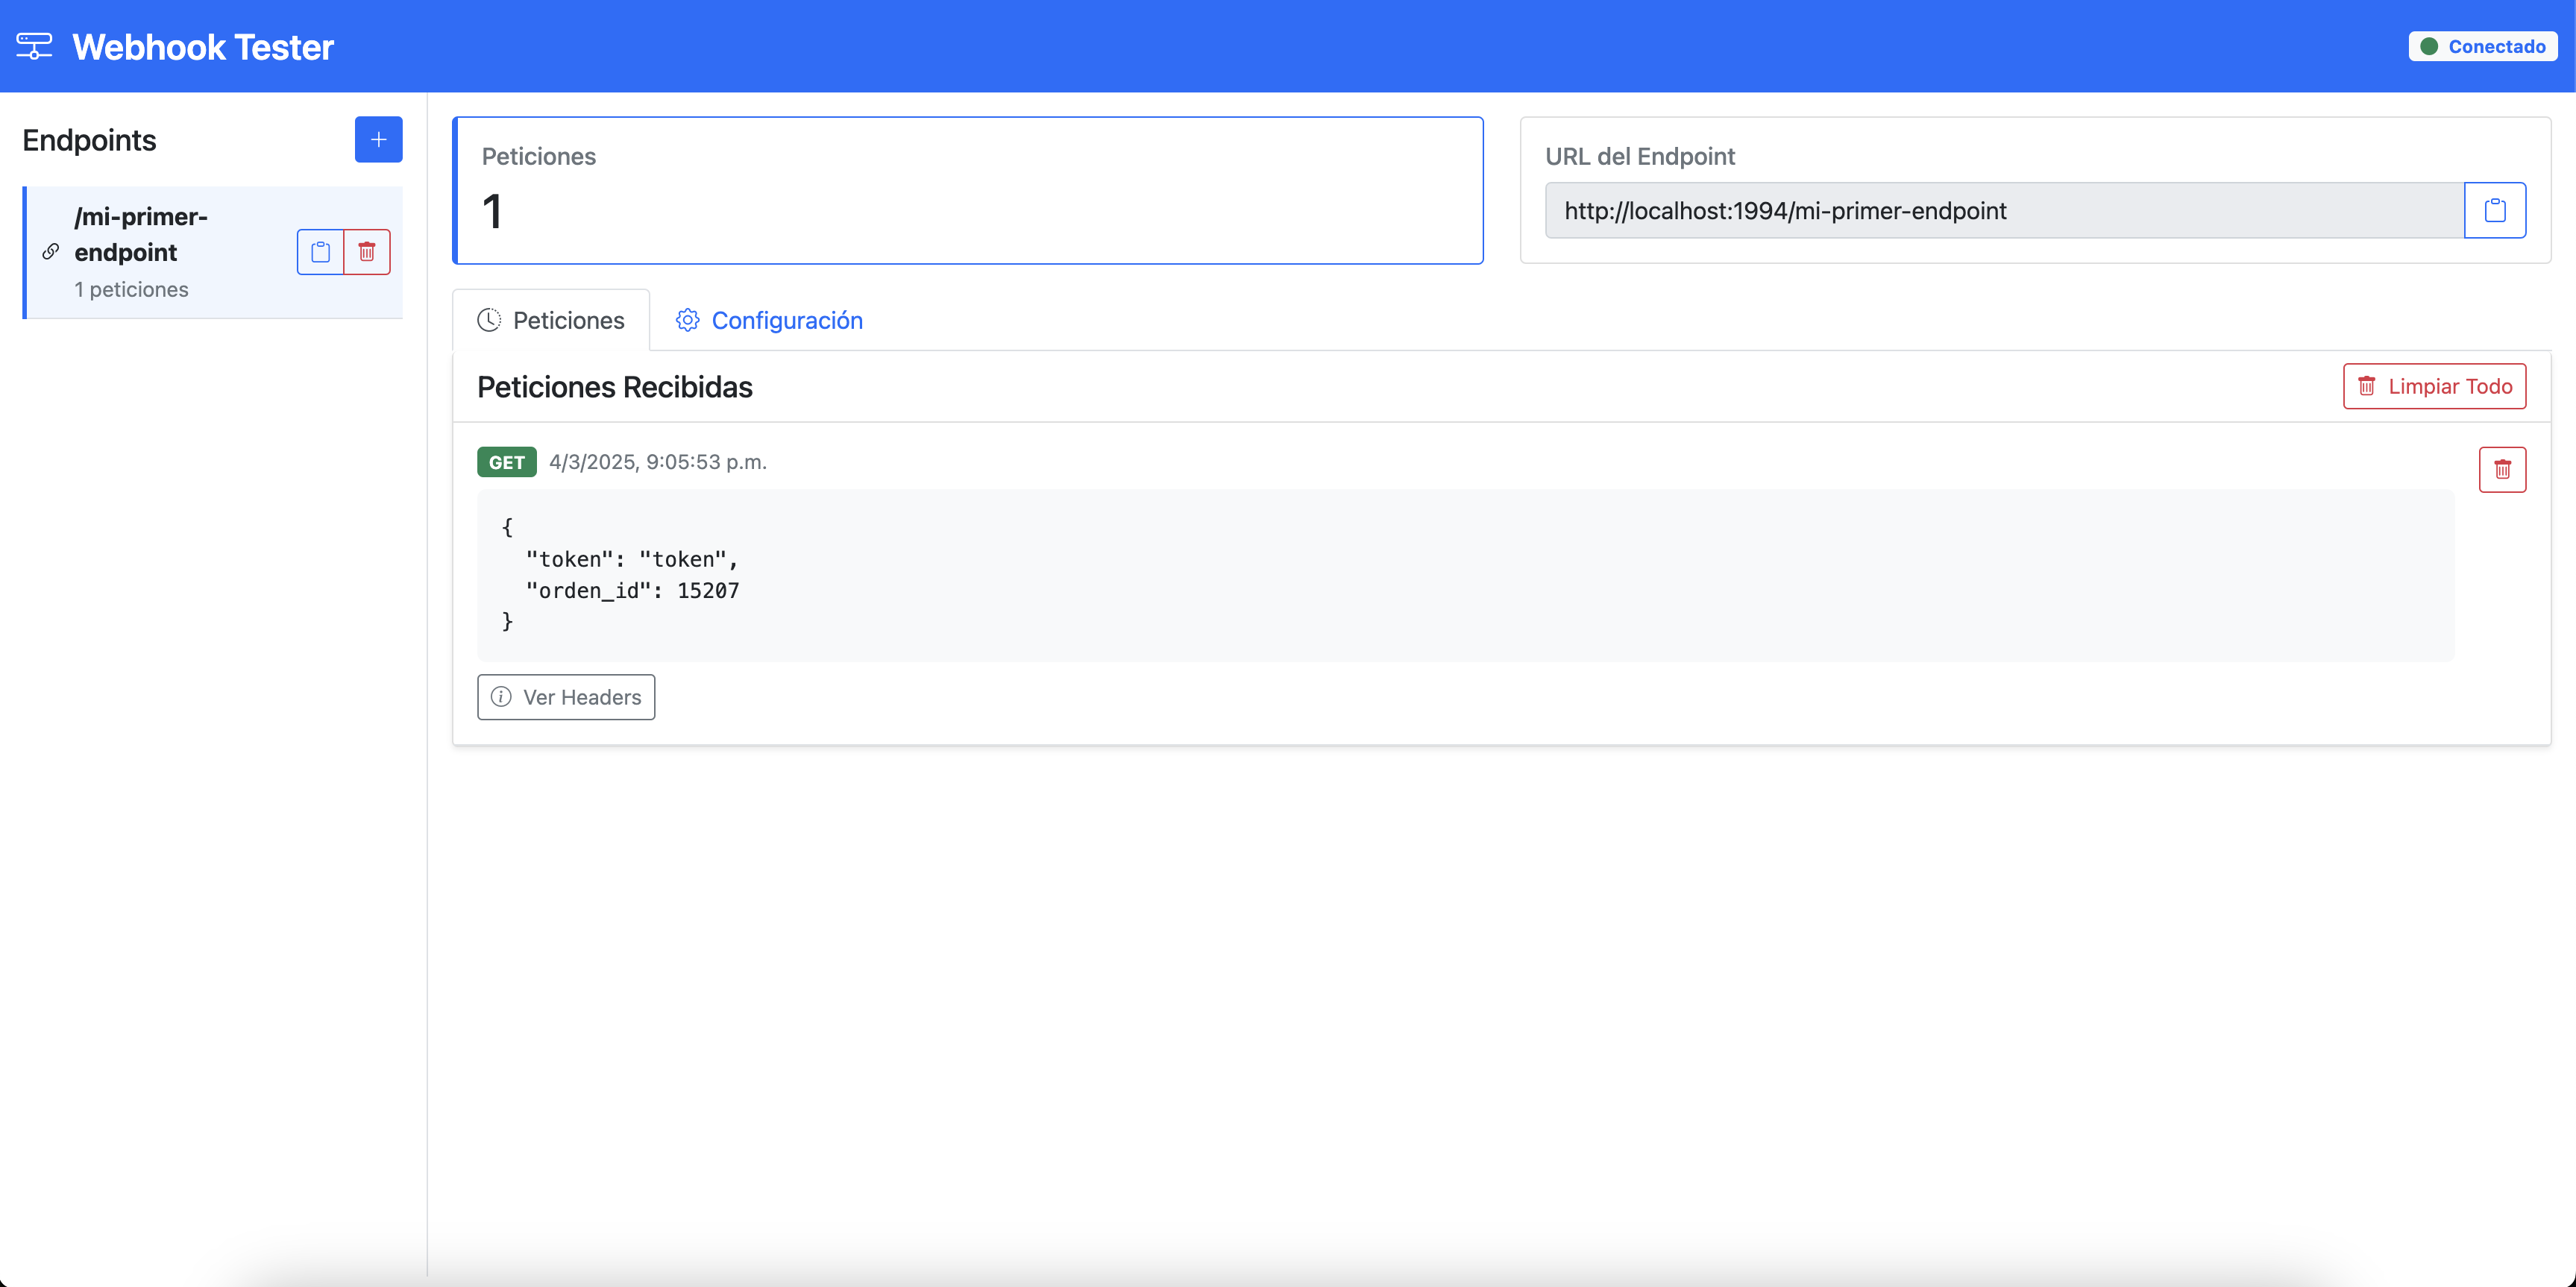 Webhook Tester
Conectado
Endpoints
/mi-primer-
endpoint
1 peticiones
Peticiones
1
URL del Endpoint
http://localhost:1994/mi-primer-endpoint
Peticiones
Configuración
Peticiones Recibidas
Limpiar Todo
GET 4/3/2025, 9:05:53 p.m.
{
  "token": "token",
  "orden_id": 15207
}
Ver Headers